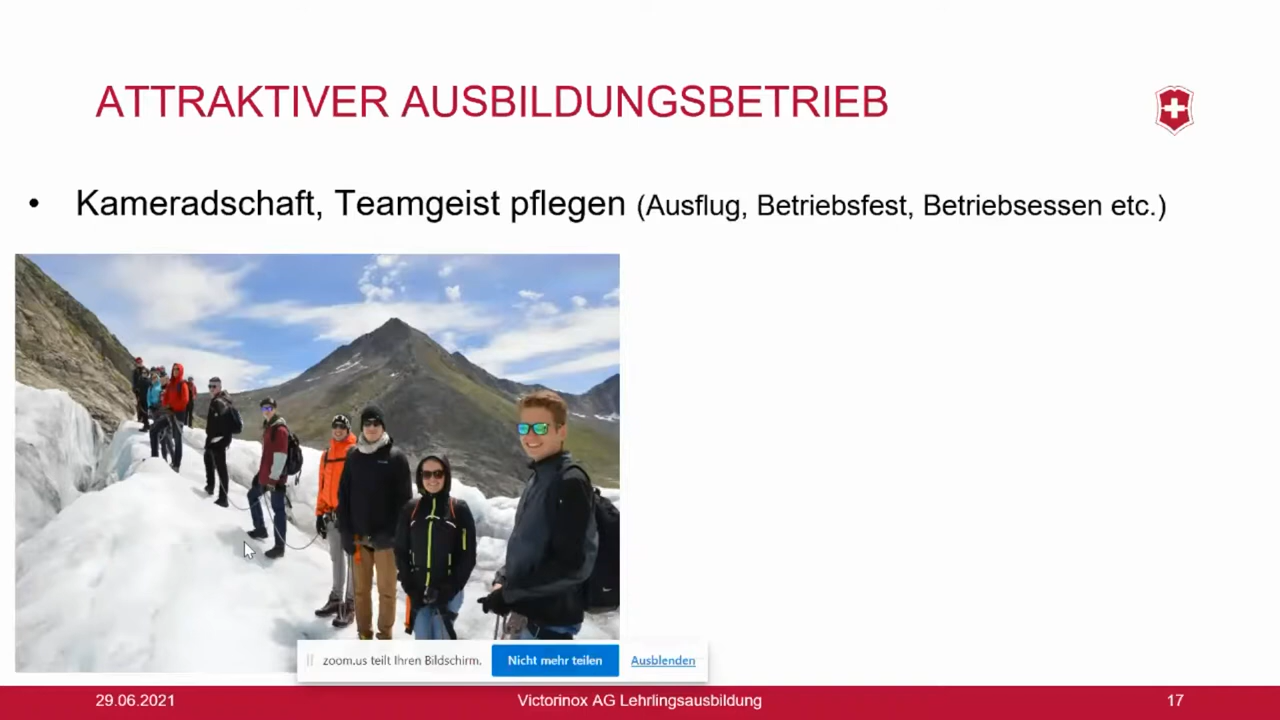 ATTRAKTIVER AUSBILDUNGSBETRIEB
• Kameradschaft, Teamgeist pflegen (Ausflug, Betriebsfest, Betriebsessen etc.)
zoom.us teilt Ihren Bildschirm. Nicht mehr teilen Ausblenden
29.06.2021 Victorinox AG Lehrlingsausbildung 17